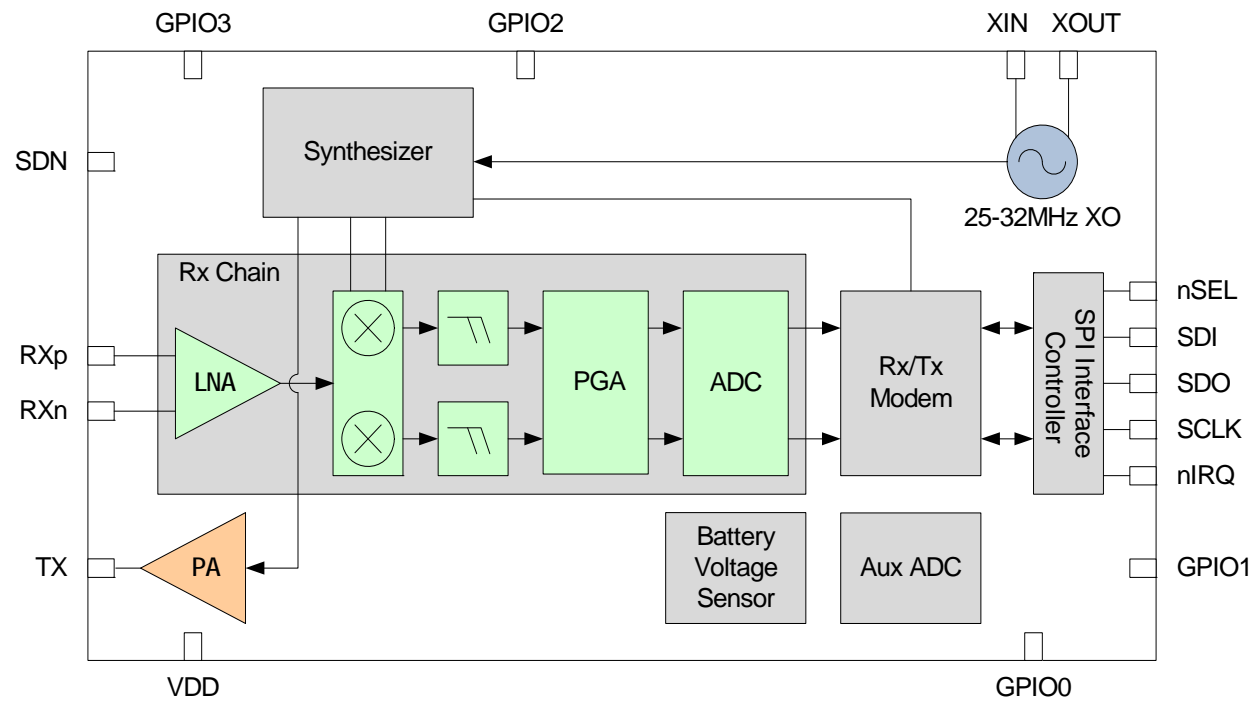 GPIO3
GPIO2
XIN
XOUT
SDN
Synthesizer
25-32MHz XO
Rx Chain
nSEL
SDI
SDO
SCLK
nIRQ
SPI Interface
Controller
RXp
RXn
LNA
PGA
ADC
Rx/Tx
Modem
TX
PA
Battery
Voltage
Sensor
Aux ADC
GPIO1
VDD
GPIO0